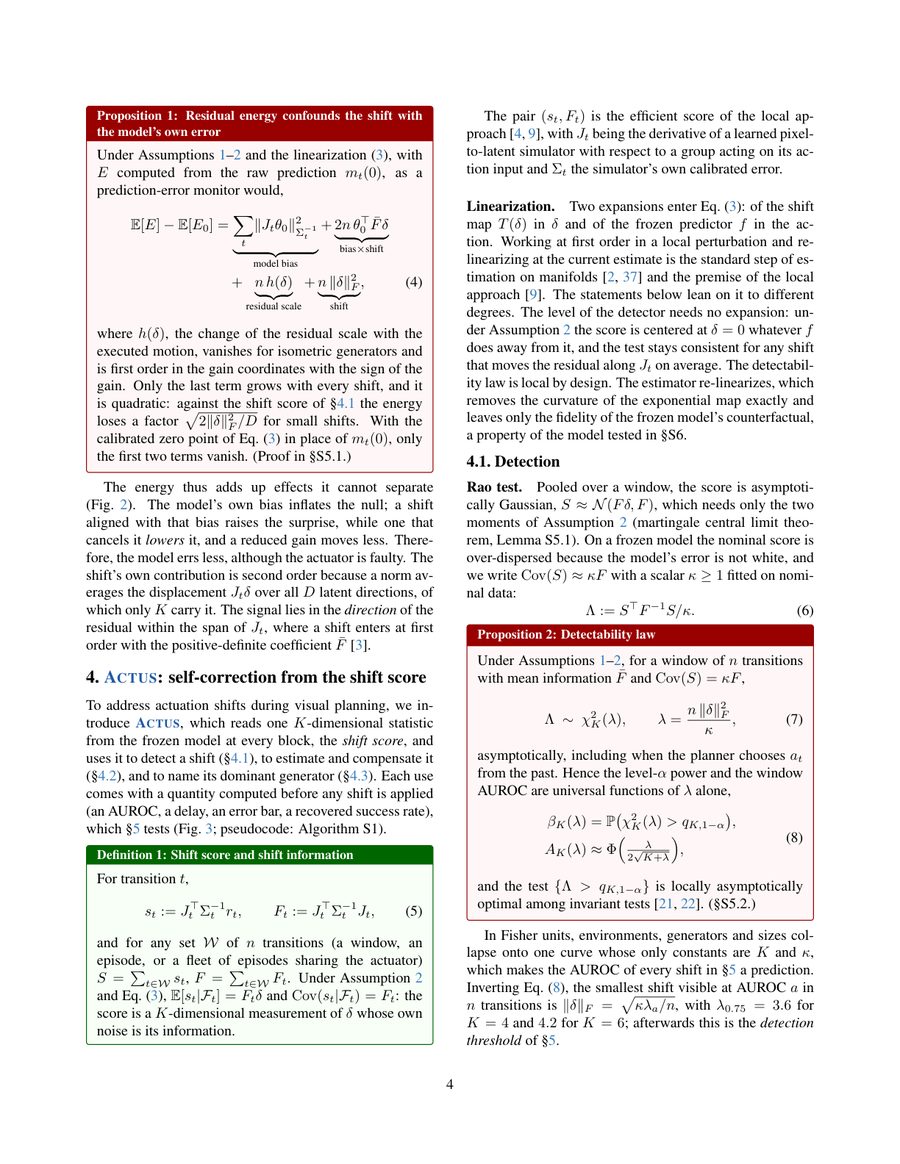 Proposition 1: Residual energy confounds the shift with
the model's own error
Under Assumptions 1–2 and the linearization (3), with
E computed from the raw prediction m_t(0), as a
prediction-error monitor would,
𝔼[E] − 𝔼[E_0] = ∑_t ‖J_tθ_0‖²_{Σ_t^{-1}} + 2n θ_0^⊤ F̄δ
model bias
bias×shift
+ n h(δ) + n ‖δ‖²_F̄, (4)
residual scale shift
where h(δ), the change of the residual scale with the
executed motion, vanishes for isometric generators and
is first order in the gain coordinates with the sign of the
gain. Only the last term grows with every shift, and it
is quadratic: against the shift score of §4.1 the energy
loses a factor √(2‖δ‖²_F̄/D) for small shifts. With the
calibrated zero point of Eq. (3) in place of m_t(0), only
the first two terms vanish. (Proof in §S5.1.)
The energy thus adds up effects it cannot separate
(Fig. 2). The model's own bias inflates the null; a shift
aligned with that bias raises the surprise, while one that
cancels it lowers it, and a reduced gain moves less. There-
fore, the model errs less, although the actuator is faulty. The
shift's own contribution is second order because a norm av-
erages the displacement J_tδ over all D latent directions, of
which only K carry it. The signal lies in the direction of the
residual within the span of J_t, where a shift enters at first
order with the positive-definite coefficient F̄ [3].
4. ACTUS: self-correction from the shift score
To address actuation shifts during visual planning, we in-
troduce ACTUS, which reads one K-dimensional statistic
from the frozen model at every block, the shift score, and
uses it to detect a shift (§4.1), to estimate and compensate it
(§4.2), and to name its dominant generator (§4.3). Each use
comes with a quantity computed before any shift is applied
(an AUROC, a delay, an error bar, a recovered success rate),
which §5 tests (Fig. 3; pseudocode: Algorithm S1).
Definition 1: Shift score and shift information
For transition t,
s_t := J_t^⊤Σ_t^{-1}r_t, F_t := J_t^⊤Σ_t^{-1}J_t, (5)
and for any set 𝒲 of n transitions (a window, an
episode, or a fleet of episodes sharing the actuator)
S = ∑_{t∈𝒲} s_t, F = ∑_{t∈𝒲} F_t. Under Assumption 2
and Eq. (3), 𝔼[s_t|ℱ_t] = F_tδ and Cov(s_t|ℱ_t) = F_t: the
score is a K-dimensional measurement of δ whose own
noise is its information.
The pair (s_t, F_t) is the efficient score of the local ap-
proach [4, 9], with J_t being the derivative of a learned pixel-
to-latent simulator with respect to a group acting on its ac-
tion input and Σ_t the simulator's own calibrated error.
Linearization. Two expansions enter Eq. (3): of the shift
map T(δ) in δ and of the frozen predictor f in the ac-
tion. Working at first order in a local perturbation and re-
linearizing at the current estimate is the standard step of es-
timation on manifolds [2, 37] and the premise of the local
approach [9]. The statements below lean on it to different
degrees. The level of the detector needs no expansion: un-
der Assumption 2 the score is centered at δ = 0 whatever f
does away from it, and the test stays consistent for any shift
that moves the residual along J_t on average. The detectabil-
ity law is local by design. The estimator re-linearizes, which
removes the curvature of the exponential map exactly and
leaves only the fidelity of the frozen model's counterfactual,
a property of the model tested in §S6.
4.1. Detection
Rao test. Pooled over a window, the score is asymptoti-
cally Gaussian, S ≈ 𝒩(Fδ, F), which needs only the two
moments of Assumption 2 (martingale central limit theo-
rem, Lemma S5.1). On a frozen model the nominal score is
over-dispersed because the model's error is not white, and
we write Cov(S) ≈ κF with a scalar κ ≥ 1 fitted on nomi-
nal data:
Λ := S^⊤F^{-1}S/κ. (6)
Proposition 2: Detectability law
Under Assumptions 1–2, for a window of n transitions
with mean information F̄ and Cov(S) = κF,
Λ ∼ χ²_K(λ), λ = n ‖δ‖²_F̄ / κ, (7)
asymptotically, including when the planner chooses a_t
from the past. Hence the level-α power and the window
AUROC are universal functions of λ alone,
β_K(λ) = ℙ(χ²_K(λ) > q_{K,1−α}),
A_K(λ) ≈ Φ(λ / 2√(K+λ)), (8)
and the test {Λ > q_{K,1−α}} is locally asymptotically
optimal among invariant tests [21, 22]. (§S5.2.)
In Fisher units, environments, generators and sizes col-
lapse onto one curve whose only constants are K and κ,
which makes the AUROC of every shift in §5 a prediction.
Inverting Eq. (8), the smallest shift visible at AUROC a in
n transitions is ‖δ‖_F = √(κλ_a/n), with λ_{0.75} = 3.6 for
K = 4 and 4.2 for K = 6; afterwards this is the detection
threshold of §5.
4